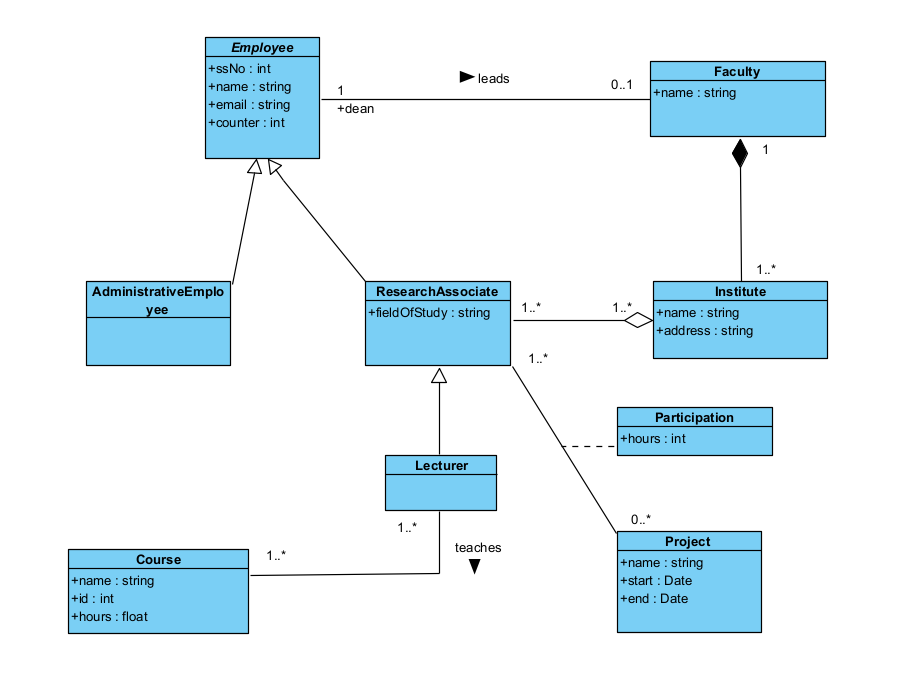 Employee
+ssNo : int
+name : string
+email : string
+counter : int
leads
1
+dean
0..1
Faculty
+name : string
1
1..*
AdministrativeEmplo
yee
ResearchAssociate
+fieldOfStudy : string
1..*
1..*
Institute
+name : string
+address : string
1..*
Participation
+hours : int
Lecturer
1..*
teaches
0..*
Project
+name : string
+start : Date
+end : Date
1..*
Course
+name : string
+id : int
+hours : float